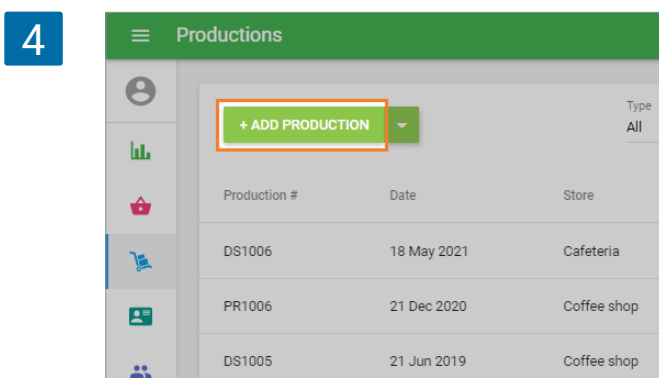 4
Productions
+ ADD PRODUCTION
Type
All
Production # Date Store
DS1006 18 May 2021 Cafeteria
PR1006 21 Dec 2020 Coffee shop
DS1005 21 Jun 2019 Coffee shop